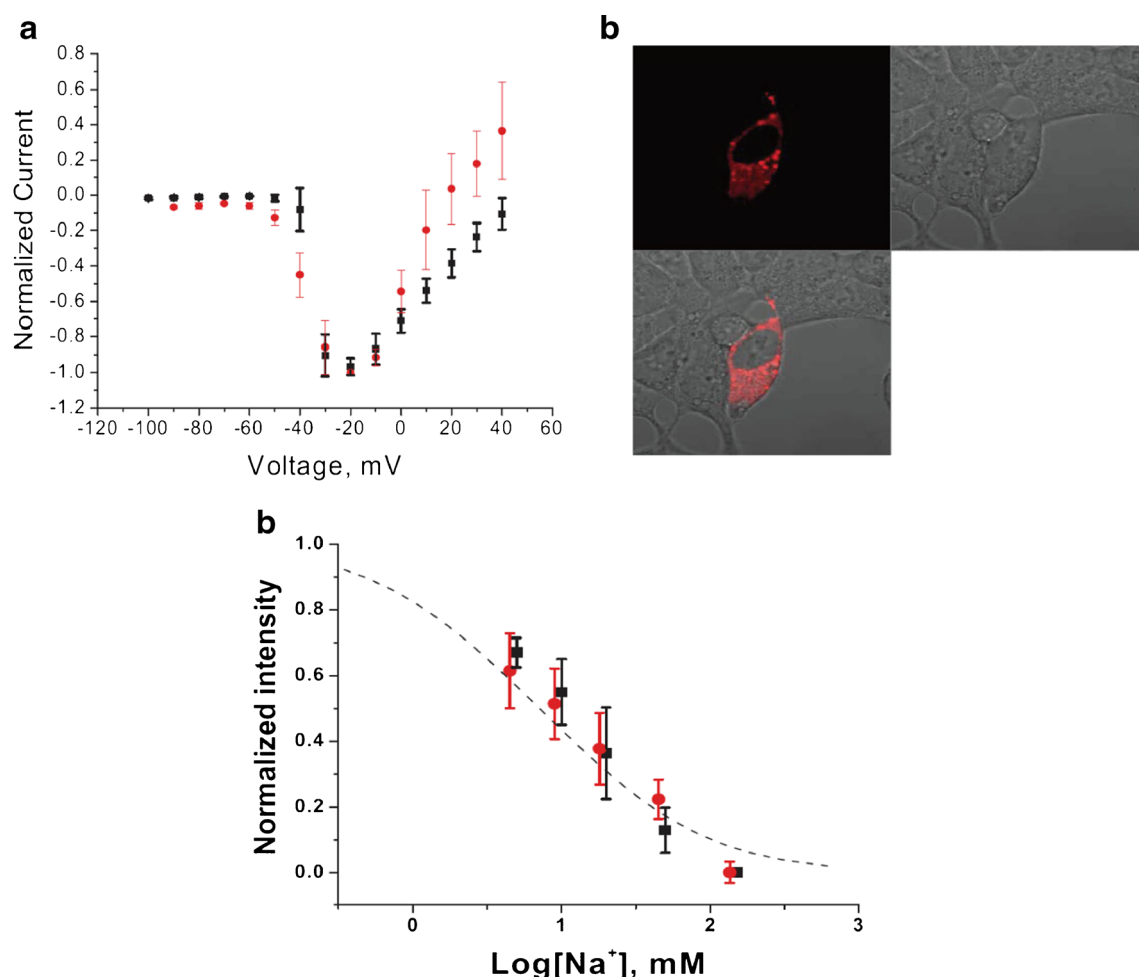 a
0.8
0.6
0.4
0.2
0.0
-0.2
-0.4
-0.6
-0.8
-1.0
-1.2
Normalized Current
-120 -100 -80 -60 -40 -20 0 20 40 60
Voltage, mV
b
b
1.0
0.8
0.6
0.4
0.2
0.0
Normalized intensity
0 1 2 3
Log[Na⁺], mM